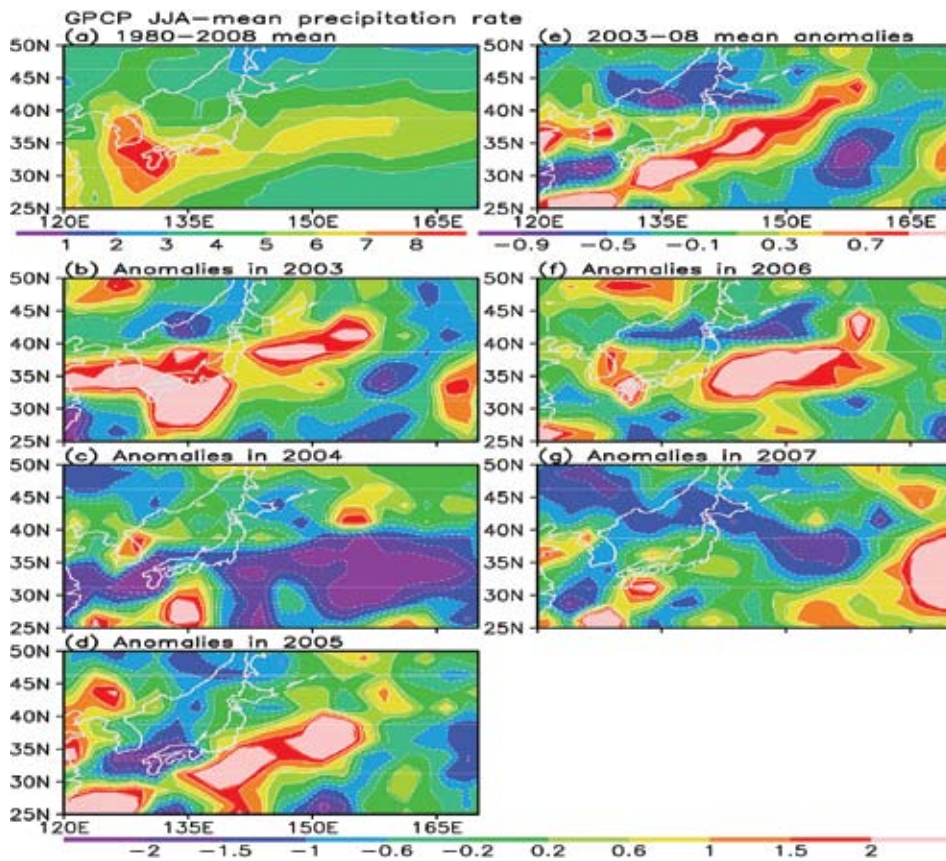 GPCP JJA-mean precipitation rate
(a) 1980-2008 mean
50N
45N
40N
35N
30N
25N
120E 135E 150E 165E
1 2 3 4 5 6 7 8
(e) 2003-08 mean anomalies
50N
45N
40N
35N
30N
25N
120E 135E 150E 165E
-0.9 -0.5 -0.1 0.3 0.7
(b) Anomalies in 2003
50N
45N
40N
35N
30N
25N
(f) Anomalies in 2006
50N
45N
40N
35N
30N
25N
(c) Anomalies in 2004
50N
45N
40N
35N
30N
25N
(g) Anomalies in 2007
50N
45N
40N
35N
30N
25N
120E 135E 150E 165E
(d) Anomalies in 2005
50N
45N
40N
35N
30N
25N
120E 135E 150E 165E
-2 -1.5 -1 -0.6 -0.2 0.2 0.6 1 1.5 2